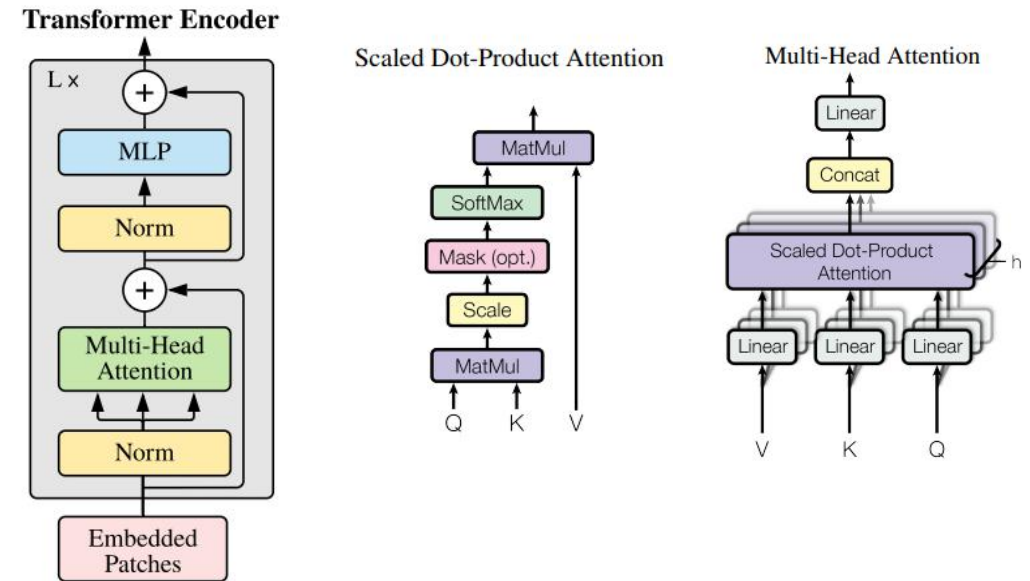 Transformer Encoder
L x
+
MLP
Norm
+
Multi-Head
Attention
Norm
Embedded
Patches
Scaled Dot-Product Attention
MatMul
SoftMax
Mask (opt.)
Scale
MatMul
Q K V
Multi-Head Attention
Linear
Concat
Scaled Dot-Product
Attention
h
Linear Linear Linear
V K Q